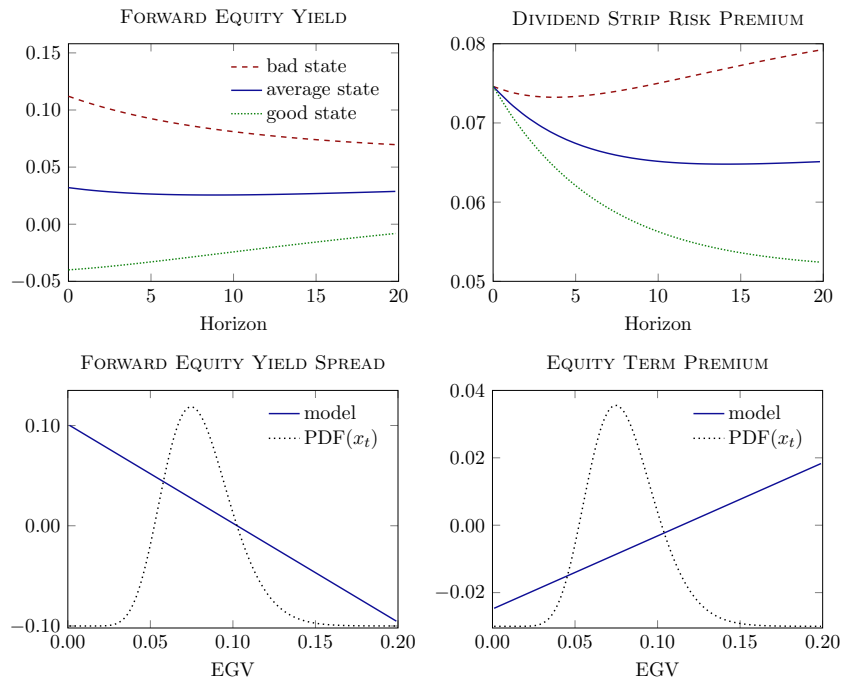 FORWARD EQUITY YIELD
0.15
0.10
0.05
0.00
−0.05
bad state
average state
good state
0 5 10 15 20
Horizon
DIVIDEND STRIP RISK PREMIUM
0.08
0.07
0.06
0.05
0 5 10 15 20
Horizon
FORWARD EQUITY YIELD SPREAD
0.10
0.00
−0.10
model
PDF(xₜ)
0.00 0.05 0.10 0.15 0.20
EGV
EQUITY TERM PREMIUM
0.04
0.02
0.00
−0.02
model
PDF(xₜ)
0.00 0.05 0.10 0.15 0.20
EGV